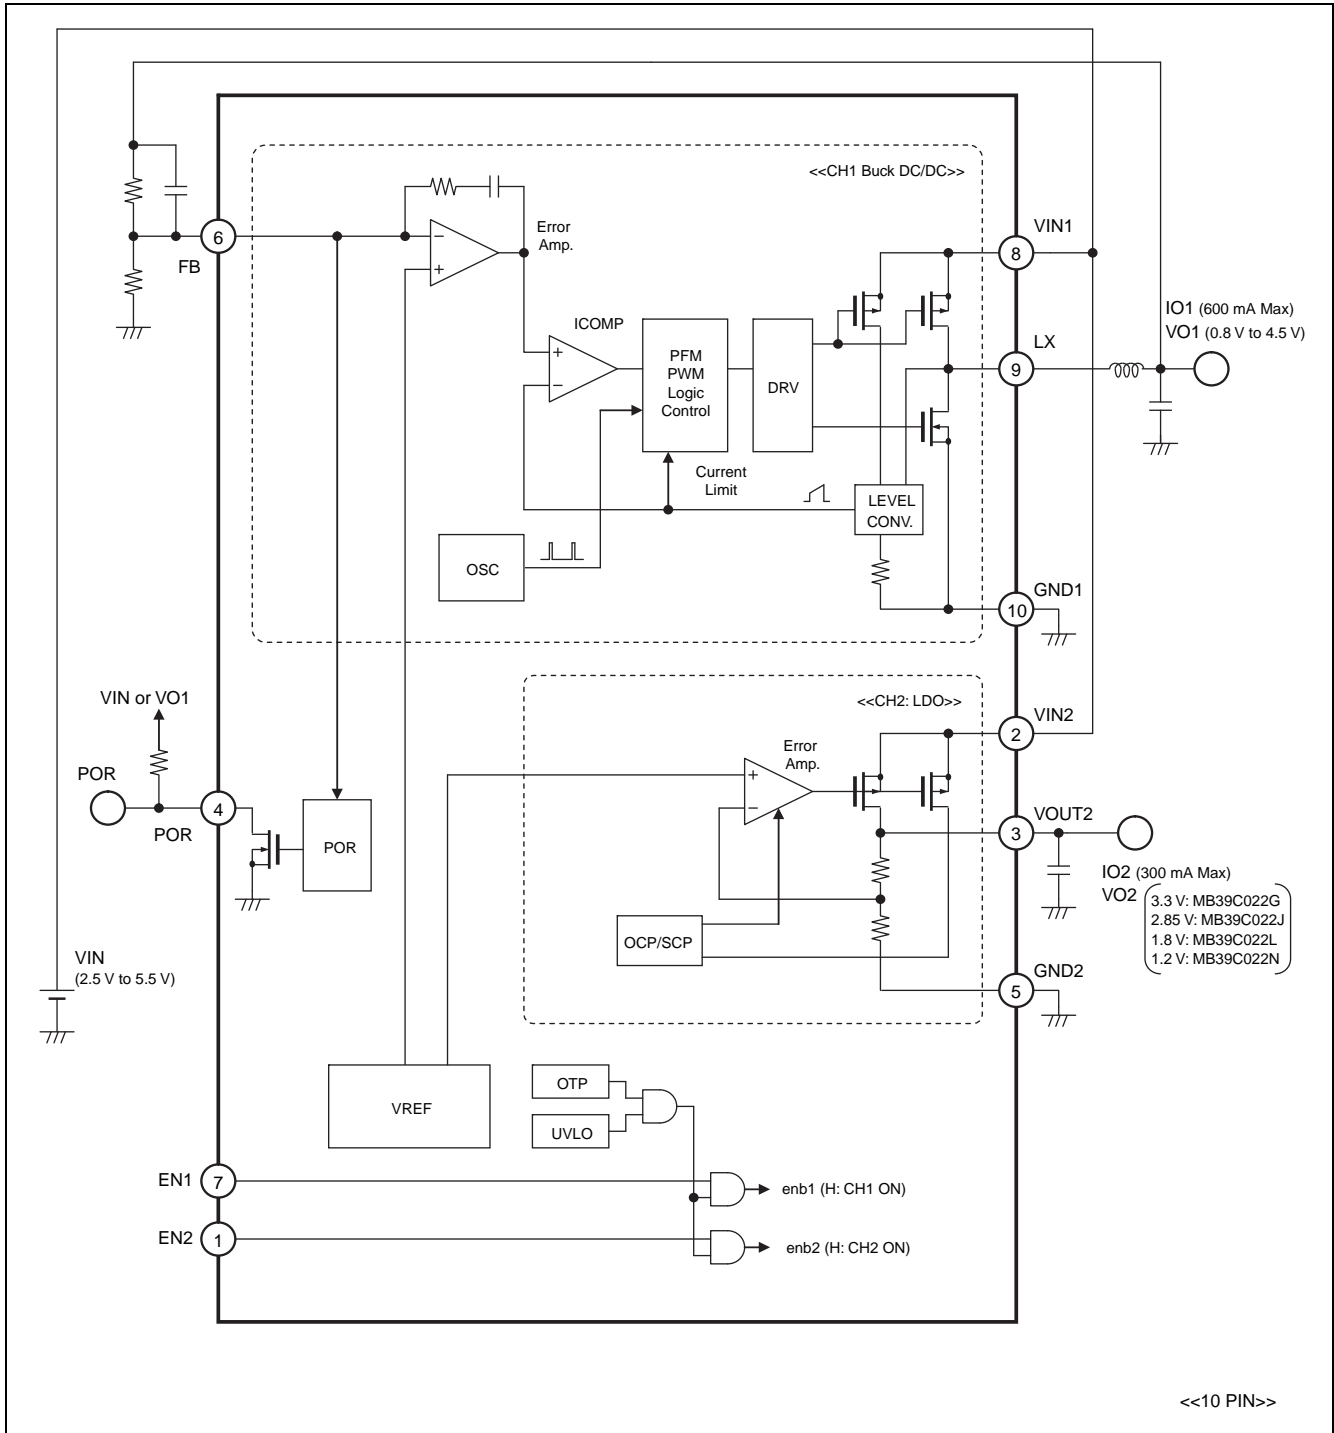 <<CH1 Buck DC/DC>>
Error
Amp.
6
FB
VIN1
8
IO1 (600 mA Max)
VO1 (0.8 V to 4.5 V)
ICOMP
LX
9
PFM
PWM
Logic
Control
DRV
Current
Limit
LEVEL
CONV.
OSC
GND1
10
VIN or VO1
<<CH2: LDO>>
VIN2
2
Error
Amp.
POR
4
POR
POR
VOUT2
3
IO2 (300 mA Max)
VO2
3.3 V: MB39C022G
2.85 V: MB39C022J
1.8 V: MB39C022L
1.2 V: MB39C022N
OCP/SCP
VIN
(2.5 V to 5.5 V)
GND2
5
VREF
OTP
UVLO
EN1
7
enb1 (H: CH1 ON)
EN2
1
enb2 (H: CH2 ON)
<<10 PIN>>
+
−
+
−
+
−